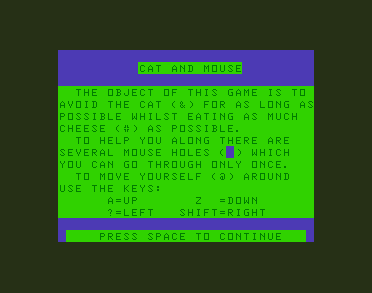 CAT AND MOUSE
THE OBJECT OF THIS GAME IS TO
AVOID THE CAT (&) FOR AS LONG AS
POSSIBLE WHILST EATING AS MUCH
CHEESE (#) AS POSSIBLE.
TO HELP YOU ALONG THERE ARE
SEVERAL MOUSE HOLES ( ) WHICH
YOU CAN GO THROUGH ONLY ONCE.
TO MOVE YOURSELF (@) AROUND
USE THE KEYS:
A=UP Z =DOWN
?=LEFT SHIFT=RIGHT
PRESS SPACE TO CONTINUE